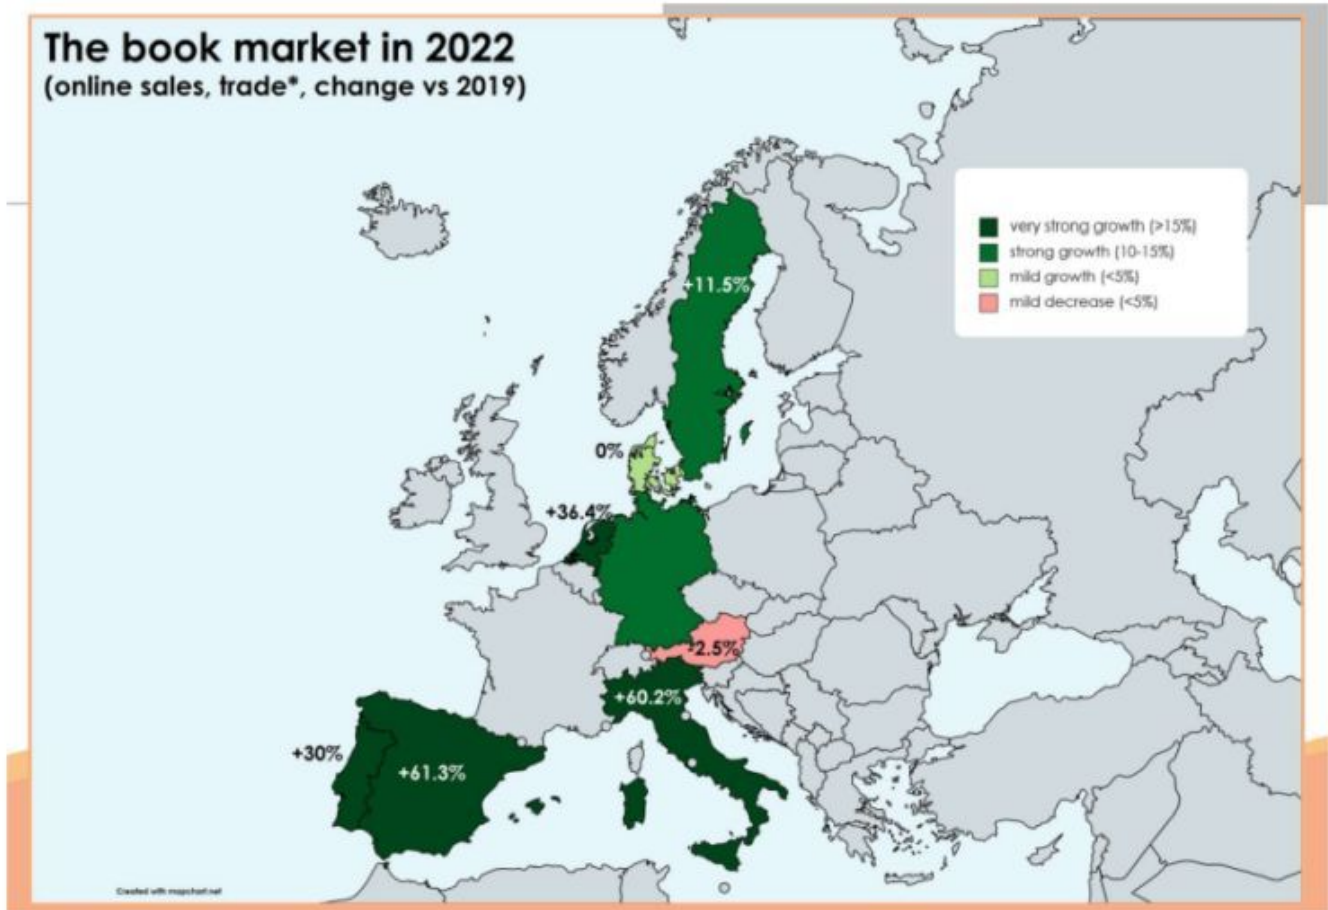 The book market in 2022
(online sales, trade*, change vs 2019)
very strong growth (>15%)
strong growth (10-15%)
mild growth (<5%)
mild decrease (<5%)
+11.5%
0%
+36.4%
-2.5%
+60.2%
+30%
+61.3%
Created with mapchart.net